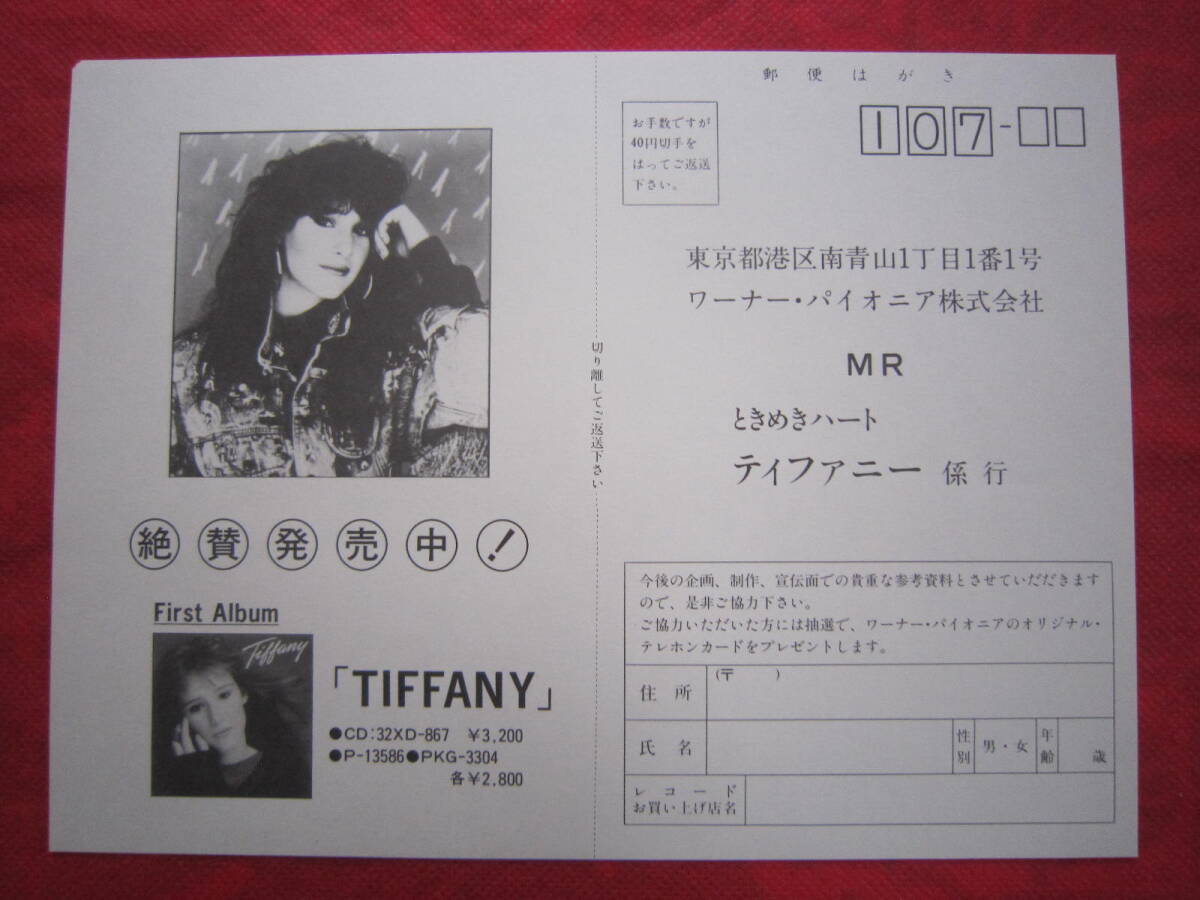 絶賛発売中!
First Album
Tiffany
「TIFFANY」
●CD:32XD-867 ¥3,200
●P-13586●PKG-3304
各¥2,800
切り離してご返送下さい
郵便はがき
お手数ですが
40円切手を
はってご返送
下さい。
107-□□
東京都港区南青山1丁目1番1号
ワーナー・パイオニア株式会社
MR
ときめきハート
ティファニー 係 行
今後の企画、制作、宣伝面での貴重な参考資料とさせていただきます
ので、是非ご協力下さい。
ご協力いただいた方には抽選で、ワーナー・パイオニアのオリジナル・
テレホンカードをプレゼントします。
住所 (〒 )
氏名 性別 男・女 年齢 歳
レコード
お買い上げ店名